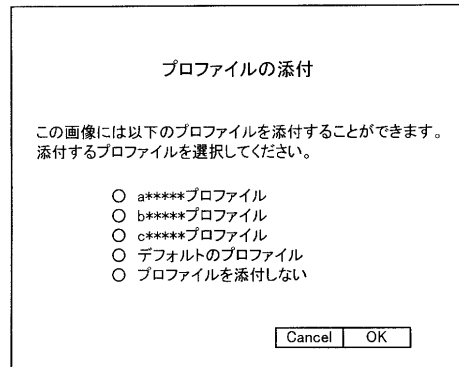 プロファイルの添付
この画像には以下のプロファイルを添付することができます。
添付するプロファイルを選択してください。
○ a*****プロファイル
○ b*****プロファイル
○ c*****プロファイル
○ デフォルトのプロファイル
○ プロファイルを添付しない
Cancel OK